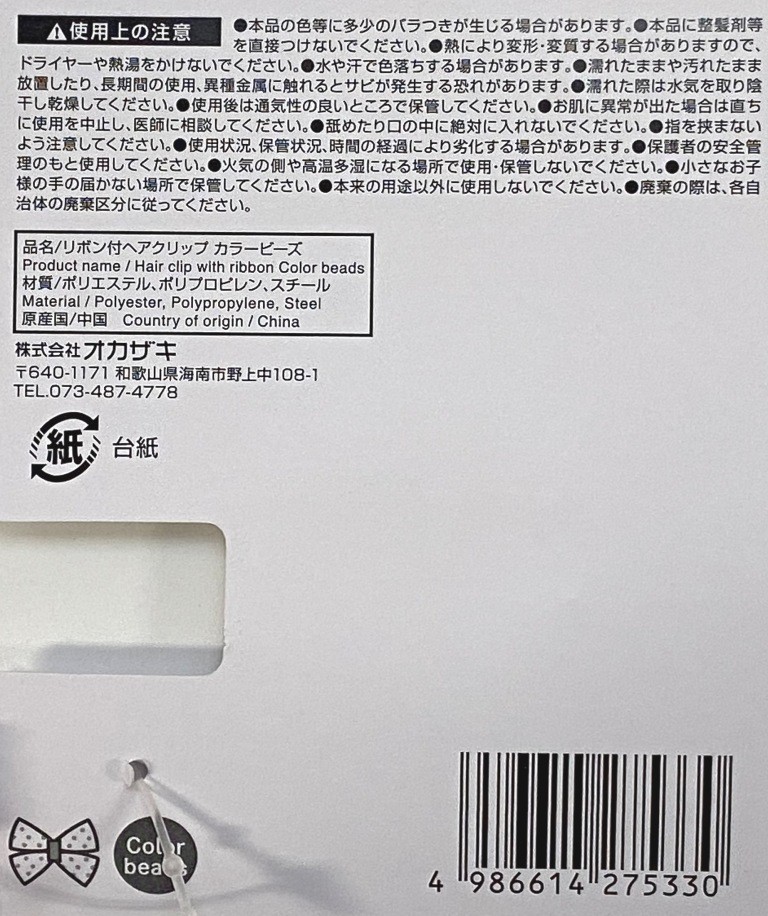 ⚠使用上の注意
●本品の色等に多少のバラつきが生じる場合があります。●本品に整髪剤等
を直接つけないでください。●熱により変形・変質する場合がありますので、
ドライヤーや熱湯をかけないでください。●水や汗で色落ちする場合があります。●濡れたままや汚れたまま
放置したり、長期間の使用、異種金属に触れるとサビが発生する恐れがあります。●濡れた際は水気を取り陰
干し乾燥してください。●使用後は通気性の良いところで保管してください。●お肌に異常が出た場合は直ち
に使用を中止し、医師に相談してください。●舐めたり口の中に絶対に入れないでください。●指を挟まない
よう注意してください。●使用状況、保管状況、時間の経過により劣化する場合があります。●保護者の安全管
理のもと使用してください。●火気の側や高温多湿になる場所で使用・保管しないでください。●小さなお子
様の手の届かない場所で保管してください。●本来の用途以外に使用しないでください。●廃棄の際は、各自
治体の廃棄区分に従ってください。
品名/リボン付ヘアクリップ カラービーズ
Product name / Hair clip with ribbon Color beads
材質/ポリエステル、ポリプロピレン、スチール
Material / Polyester, Polypropylene, Steel
原産国/中国 Country of origin / China
株式会社オカザキ
〒640-1171 和歌山県海南市野上中108-1
TEL.073-487-4778
紙 台紙
Color
beads
4 986614 275330